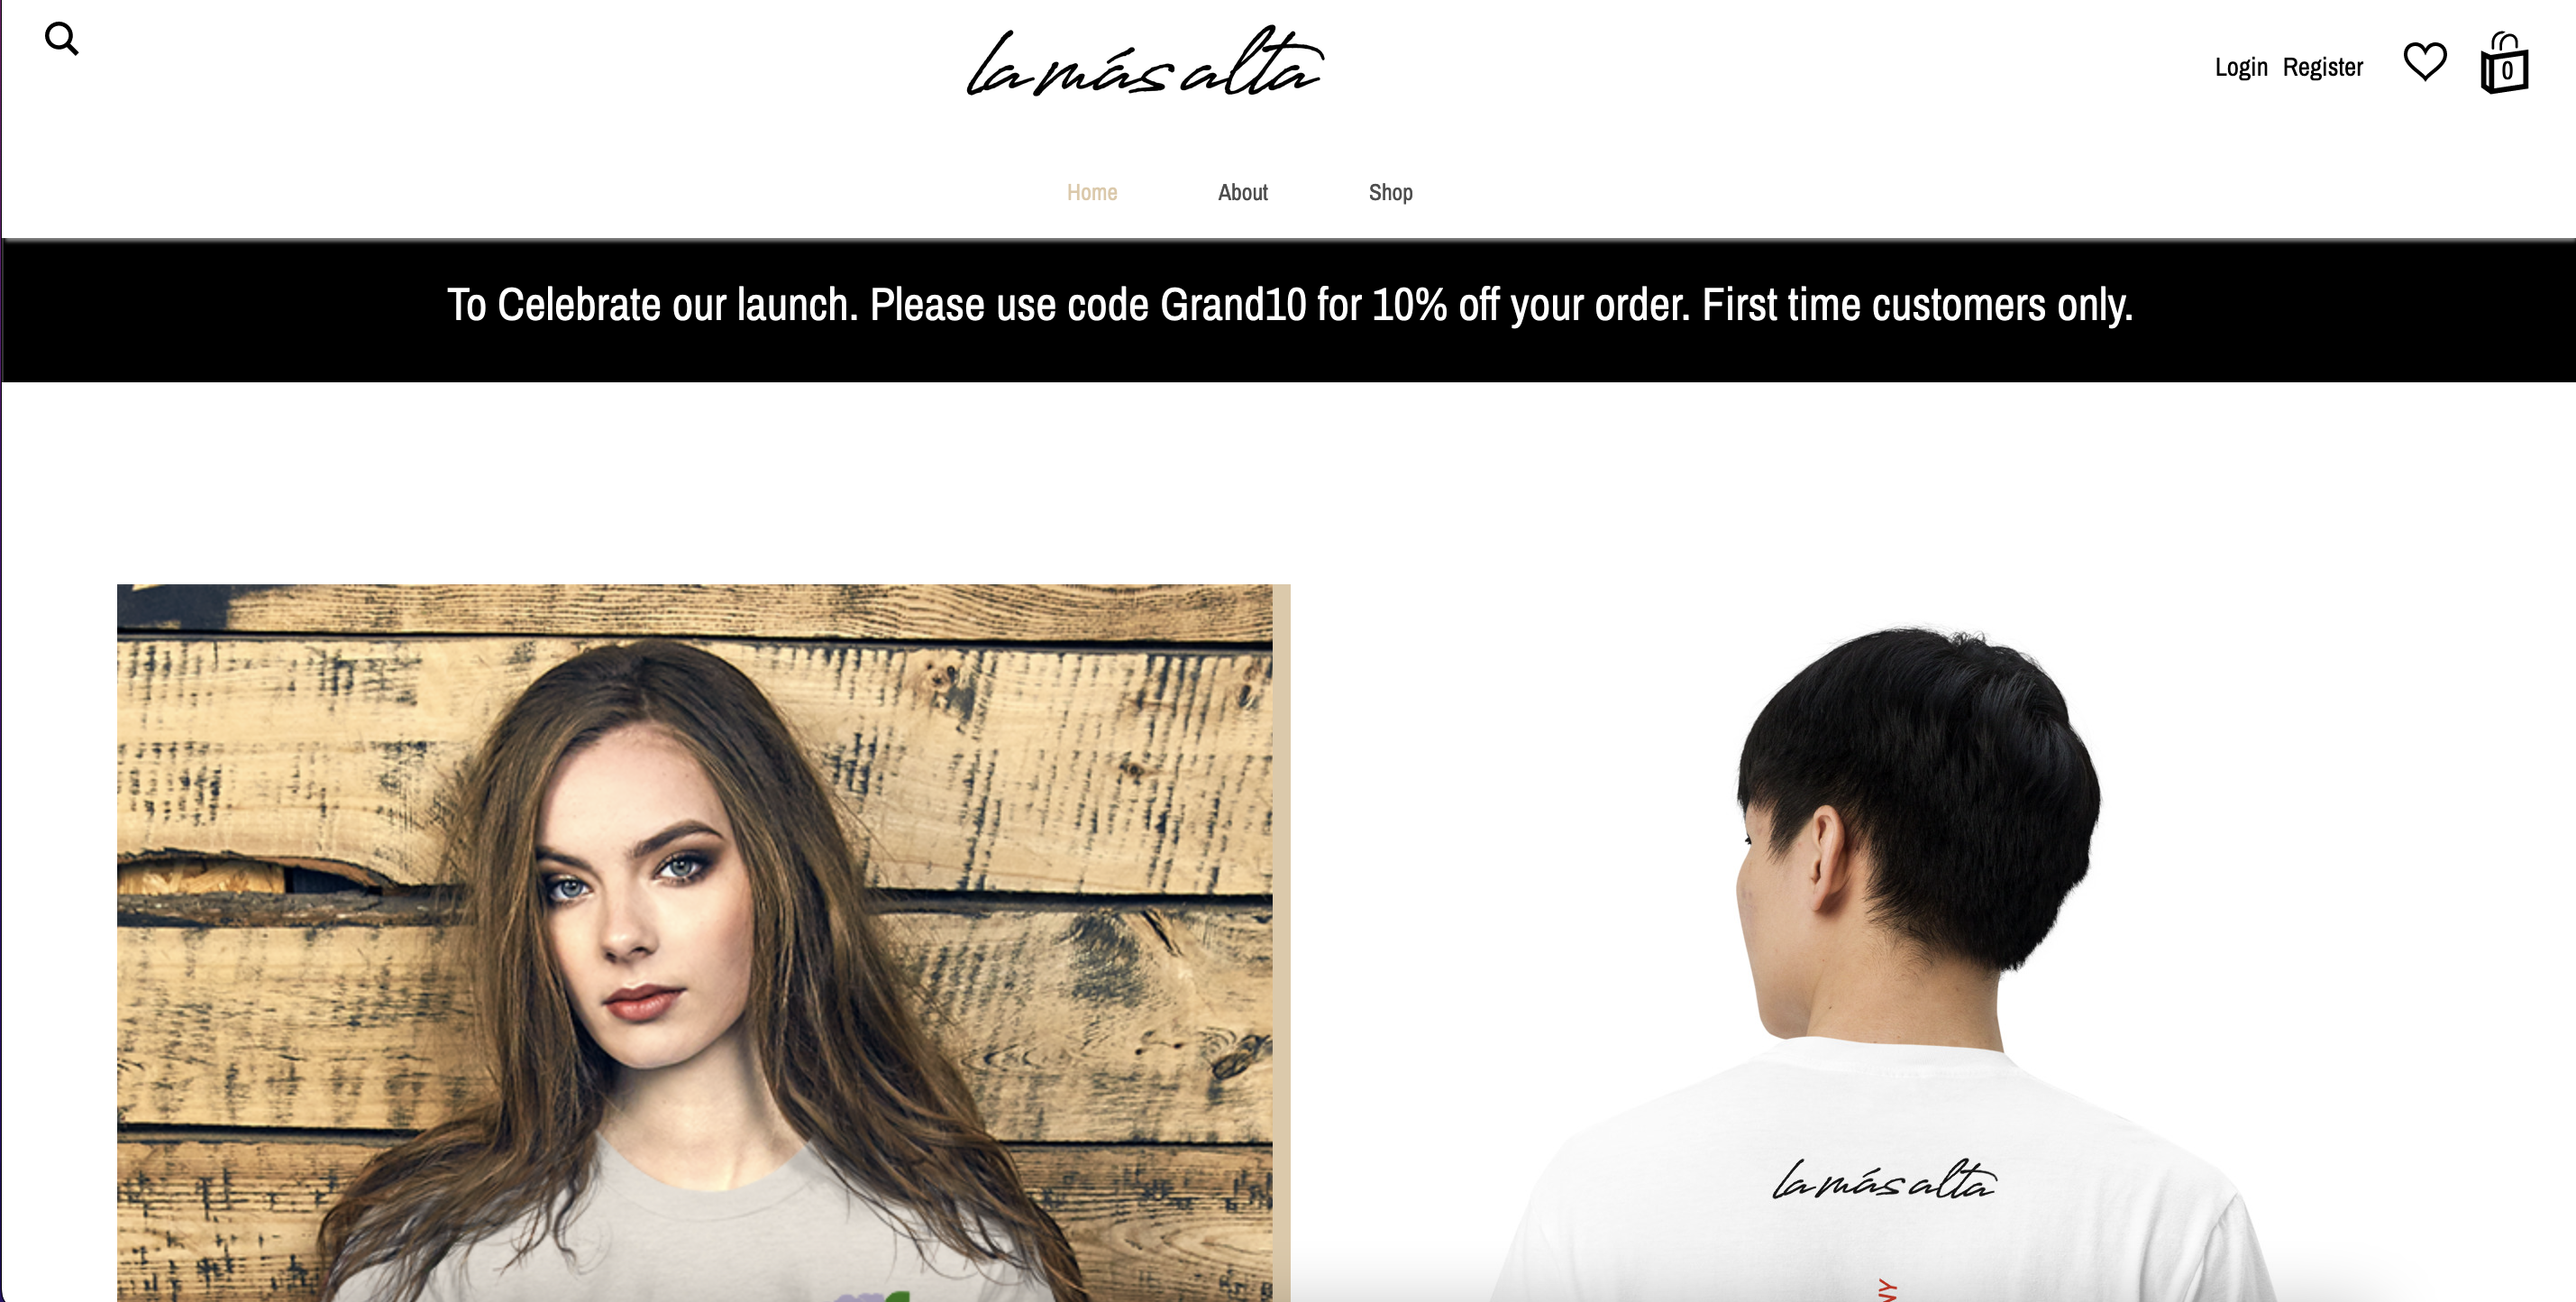 la más alta
Login Register
0
Home About Shop
To Celebrate our launch. Please use code Grand10 for 10% off your order. First time customers only.
la más alta
NY